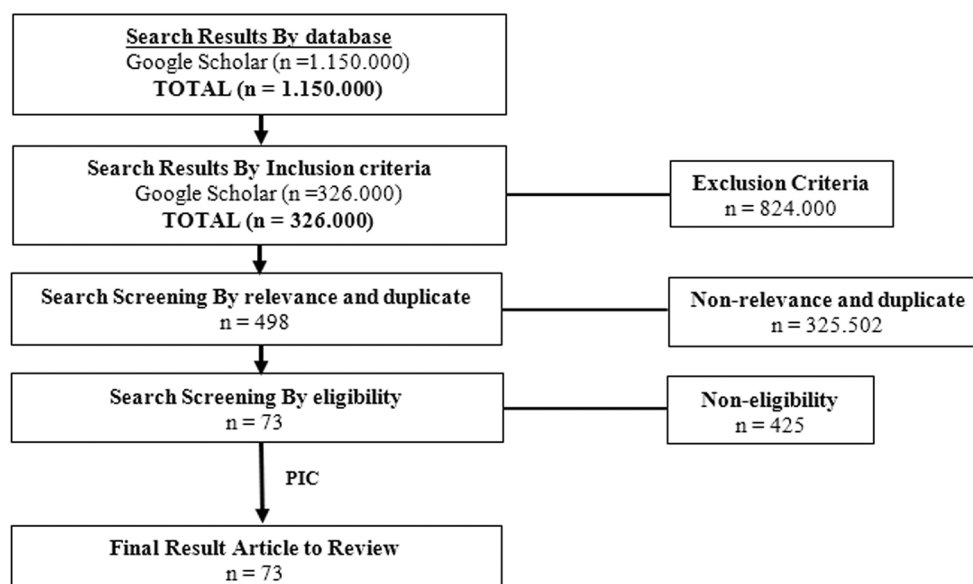 Search Results By database
Google Scholar (n =1.150.000)
TOTAL (n = 1.150.000)
Search Results By Inclusion criteria
Google Scholar (n =326.000)
TOTAL (n = 326.000)
Exclusion Criteria
n = 824.000
Search Screening By relevance and duplicate
n = 498
Non-relevance and duplicate
n = 325.502
Search Screening By eligibility
n = 73
Non-eligibility
n = 425
PIC
Final Result Article to Review
n = 73